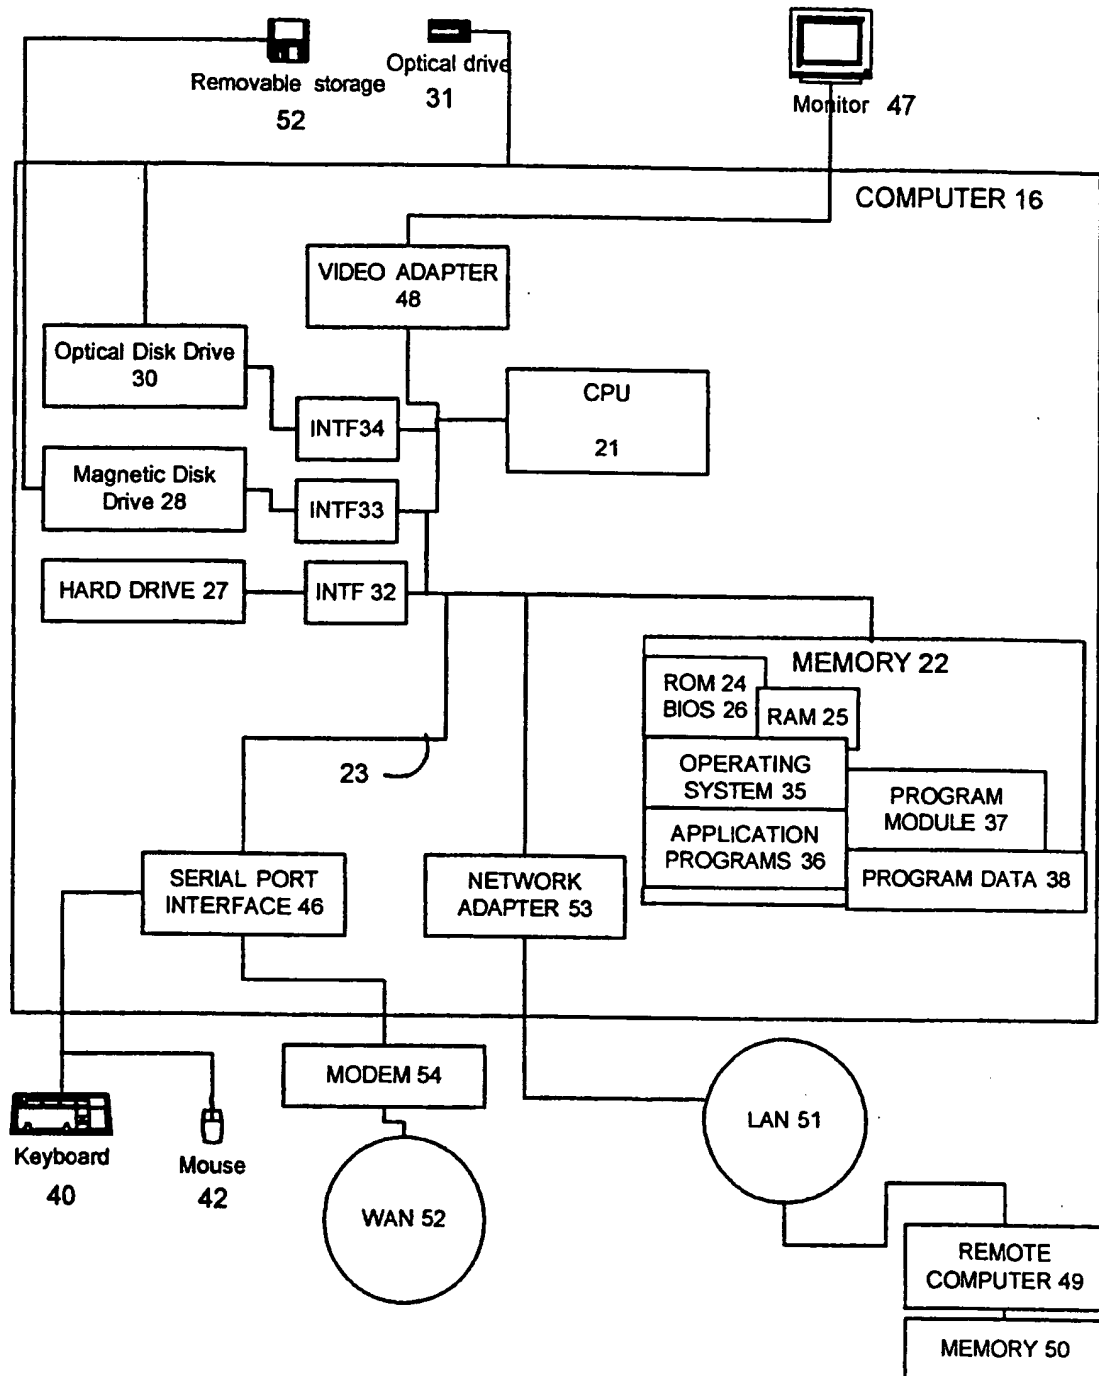 Removable storage
52
Optical drive
31
Monitor 47
COMPUTER 16
VIDEO ADAPTER
48
Optical Disk Drive
30
CPU
21
INTF34
Magnetic Disk
Drive 28
INTF33
HARD DRIVE 27
INTF 32
MEMORY 22
ROM 24
BIOS 26
RAM 25
OPERATING
SYSTEM 35
PROGRAM
MODULE 37
APPLICATION
PROGRAMS 36
PROGRAM DATA 38
23
SERIAL PORT
INTERFACE 46
NETWORK
ADAPTER 53
MODEM 54
LAN 51
Keyboard
40
Mouse
42
WAN 52
REMOTE
COMPUTER 49
MEMORY 50